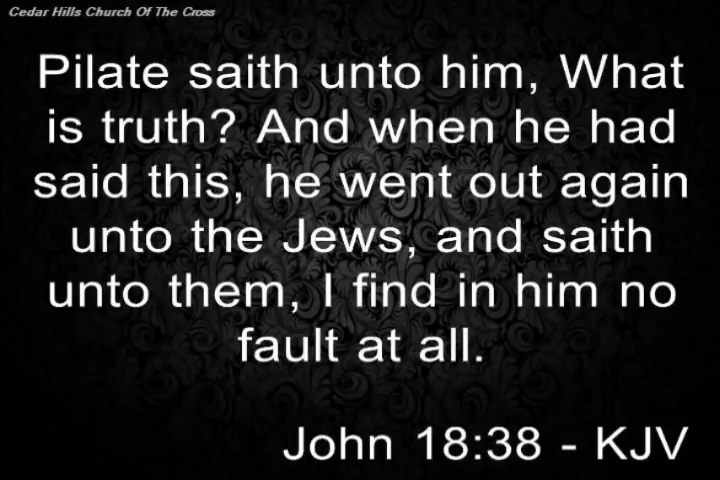 Cedar Hills Church Of The Cross
Pilate saith unto him, What
is truth? And when he had
said this, he went out again
unto the Jews, and saith
unto them, I find in him no
fault at all.
John 18:38 - KJV